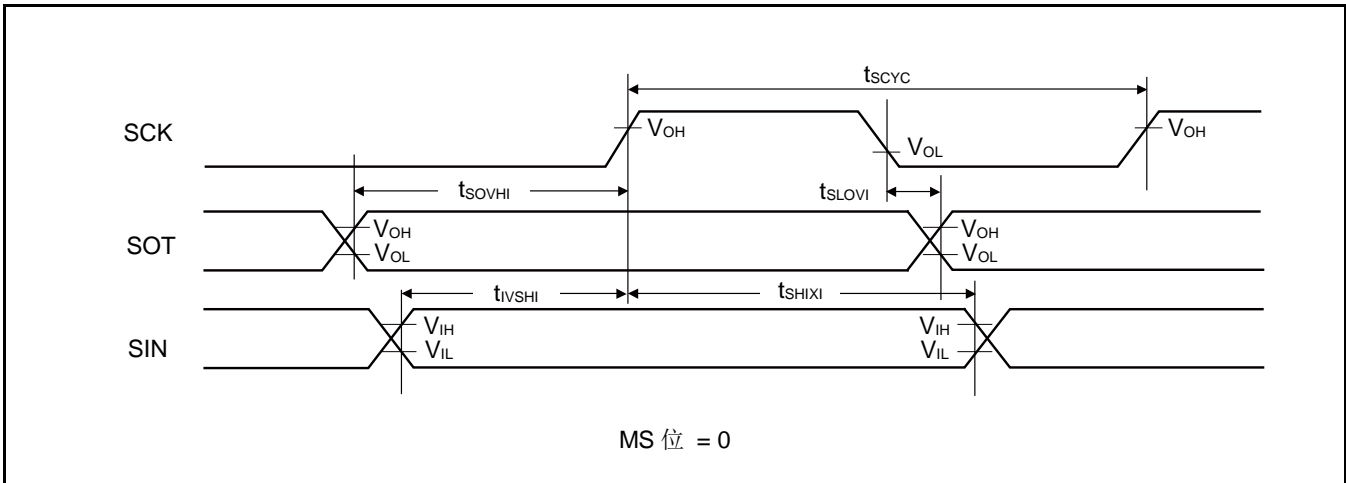 tSCYC
SCK
VOH
VOL
VOH
tSOVHI
tSLOVI
SOT
VOH
VOL
VOH
VOL
tIVSHI
tSHIXI
SIN
VIH
VIL
VIH
VIL
MS 位 = 0